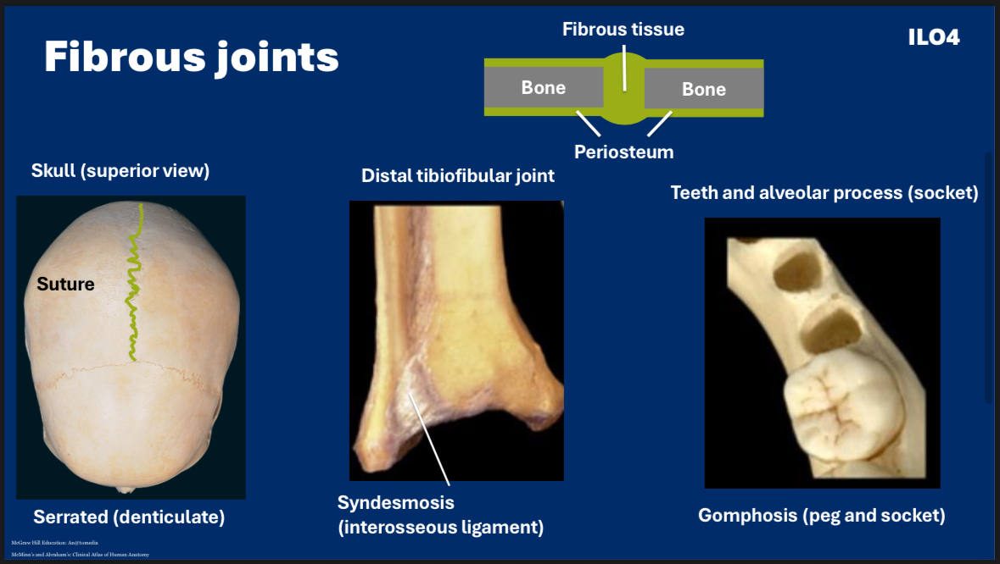 Fibrous joints
ILO4
Fibrous tissue
Bone
Bone
Periosteum
Skull (superior view)
Distal tibiofibular joint
Teeth and alveolar process (socket)
Suture
Serrated (denticulate)
Syndesmosis
(interosseous ligament)
Gomphosis (peg and socket)
McGraw Hill Education: An@tomedia
McMinn's and Abraham's: Clinical Atlas of Human Anatomy